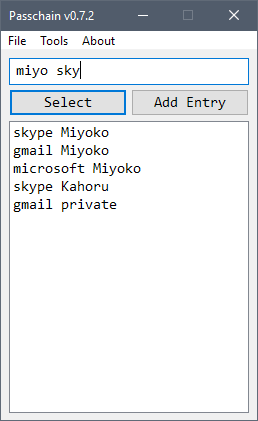 Passchain v0.7.2
File Tools About
miyo sky
Select Add Entry
skype Miyoko
gmail Miyoko
microsoft Miyoko
skype Kahoru
gmail private